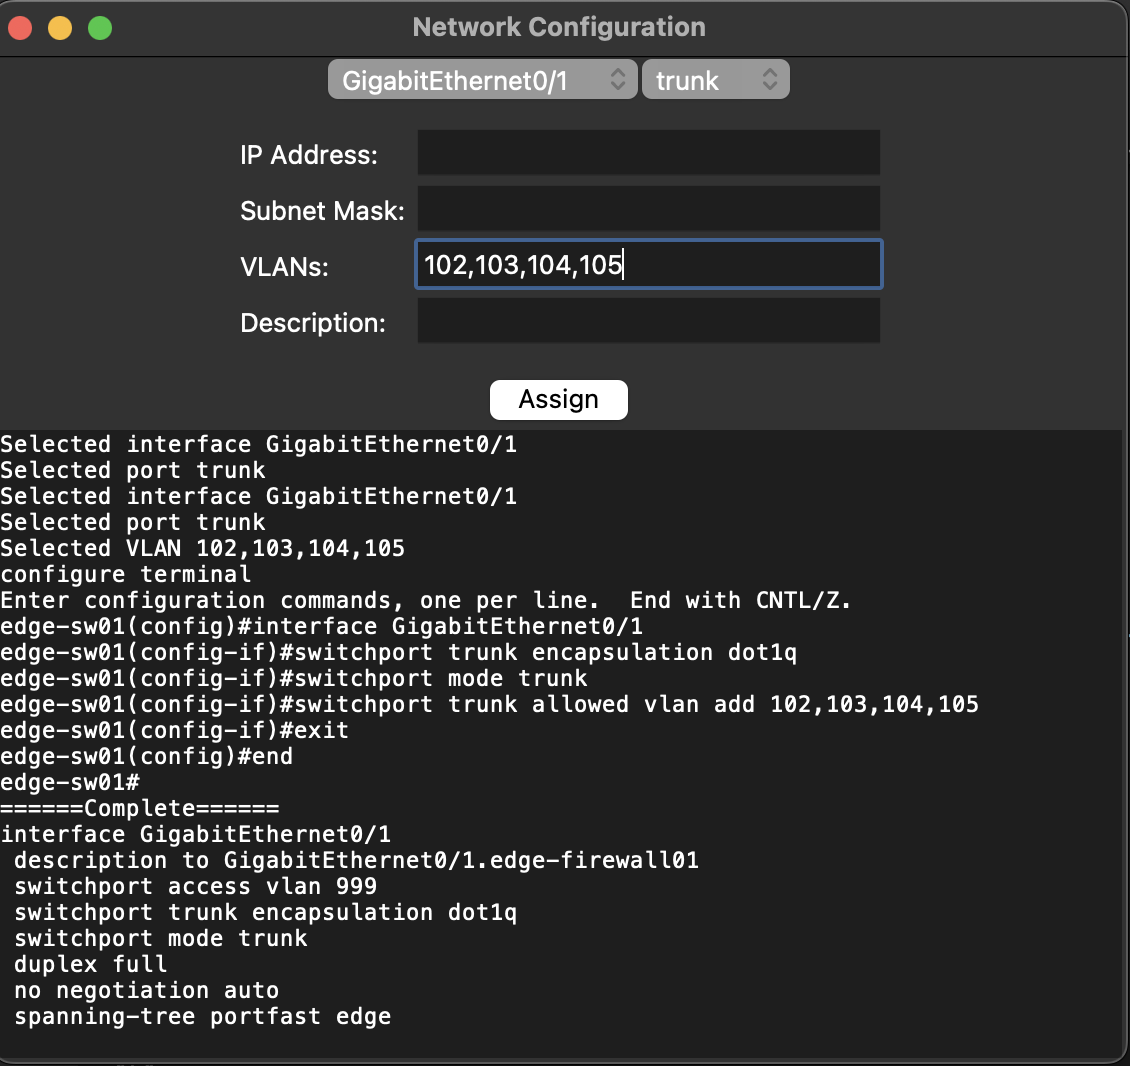 Network Configuration
GigabitEthernet0/1 trunk
IP Address:
Subnet Mask:
VLANs: 102,103,104,105
Description:
Assign
Selected interface GigabitEthernet0/1
Selected port trunk
Selected interface GigabitEthernet0/1
Selected port trunk
Selected VLAN 102,103,104,105
configure terminal
Enter configuration commands, one per line.  End with CNTL/Z.
edge-sw01(config)#interface GigabitEthernet0/1
edge-sw01(config-if)#switchport trunk encapsulation dot1q
edge-sw01(config-if)#switchport mode trunk
edge-sw01(config-if)#switchport trunk allowed vlan add 102,103,104,105
edge-sw01(config-if)#exit
edge-sw01(config)#end
edge-sw01#
======Complete======
interface GigabitEthernet0/1
 description to GigabitEthernet0/1.edge-firewall01
 switchport access vlan 999
 switchport trunk encapsulation dot1q
 switchport mode trunk
 duplex full
 no negotiation auto
 spanning-tree portfast edge